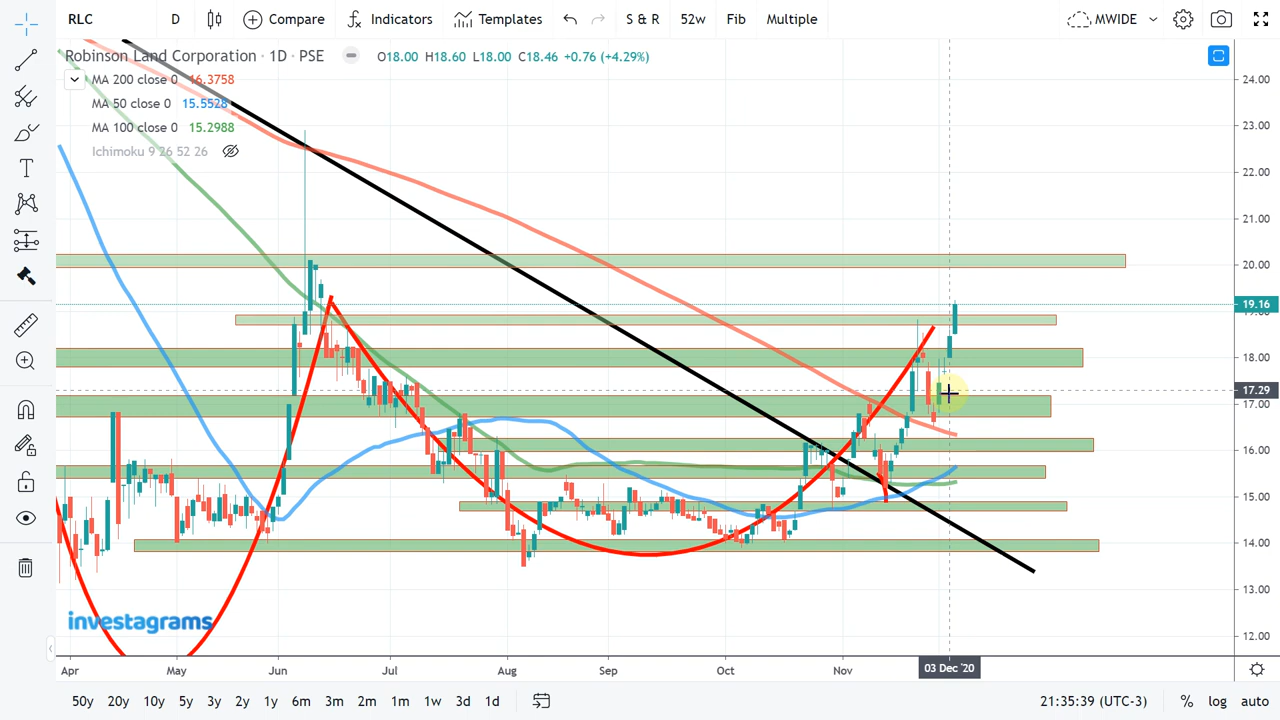 RLC D Compare Indicators Templates S & R 52w Fib Multiple MWIDE
Robinson Land Corporation · 1D · PSE O18.00 H18.60 L18.00 C18.46 +0.76 (+4.29%)
MA 200 close 0 16.3758
MA 50 close 0 15.5528
MA 100 close 0 15.2988
Ichimoku 9 26 52 26
24.00
23.00
22.00
21.00
20.00
19.16
19.00
18.00
17.29
17.00
16.00
15.00
14.00
13.00
12.00
investagrams
Apr May Jun Jul Aug Sep Oct Nov 03 Dec '20
50y 20y 10y 5y 3y 2y 1y 6m 3m 2m 1m 1w 3d 1d 21:35:39 (UTC-3) % log auto